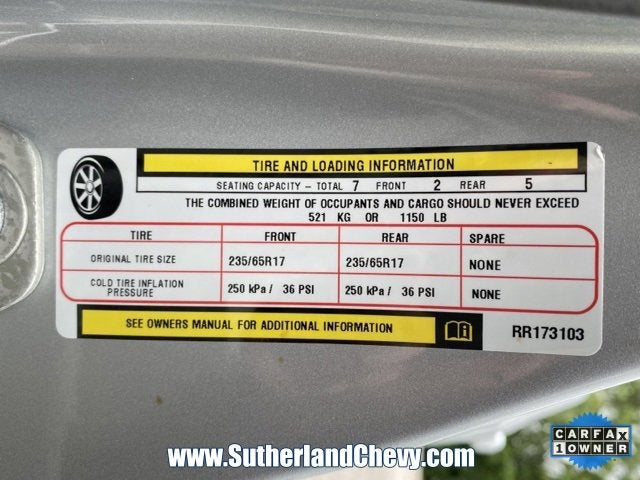 TIRE AND LOADING INFORMATION
SEATING CAPACITY - TOTAL 7 FRONT 2 REAR 5
THE COMBINED WEIGHT OF OCCUPANTS AND CARGO SHOULD NEVER EXCEED
521 KG OR 1150 LB
TIRE FRONT REAR SPARE
ORIGINAL TIRE SIZE 235/65R17 235/65R17 NONE
COLD TIRE INFLATION
PRESSURE 250 kPa / 36 PSI 250 kPa / 36 PSI NONE
SEE OWNERS MANUAL FOR ADDITIONAL INFORMATION
RR173103
www.SutherlandChevy.com
CARFAX
1 OWNER